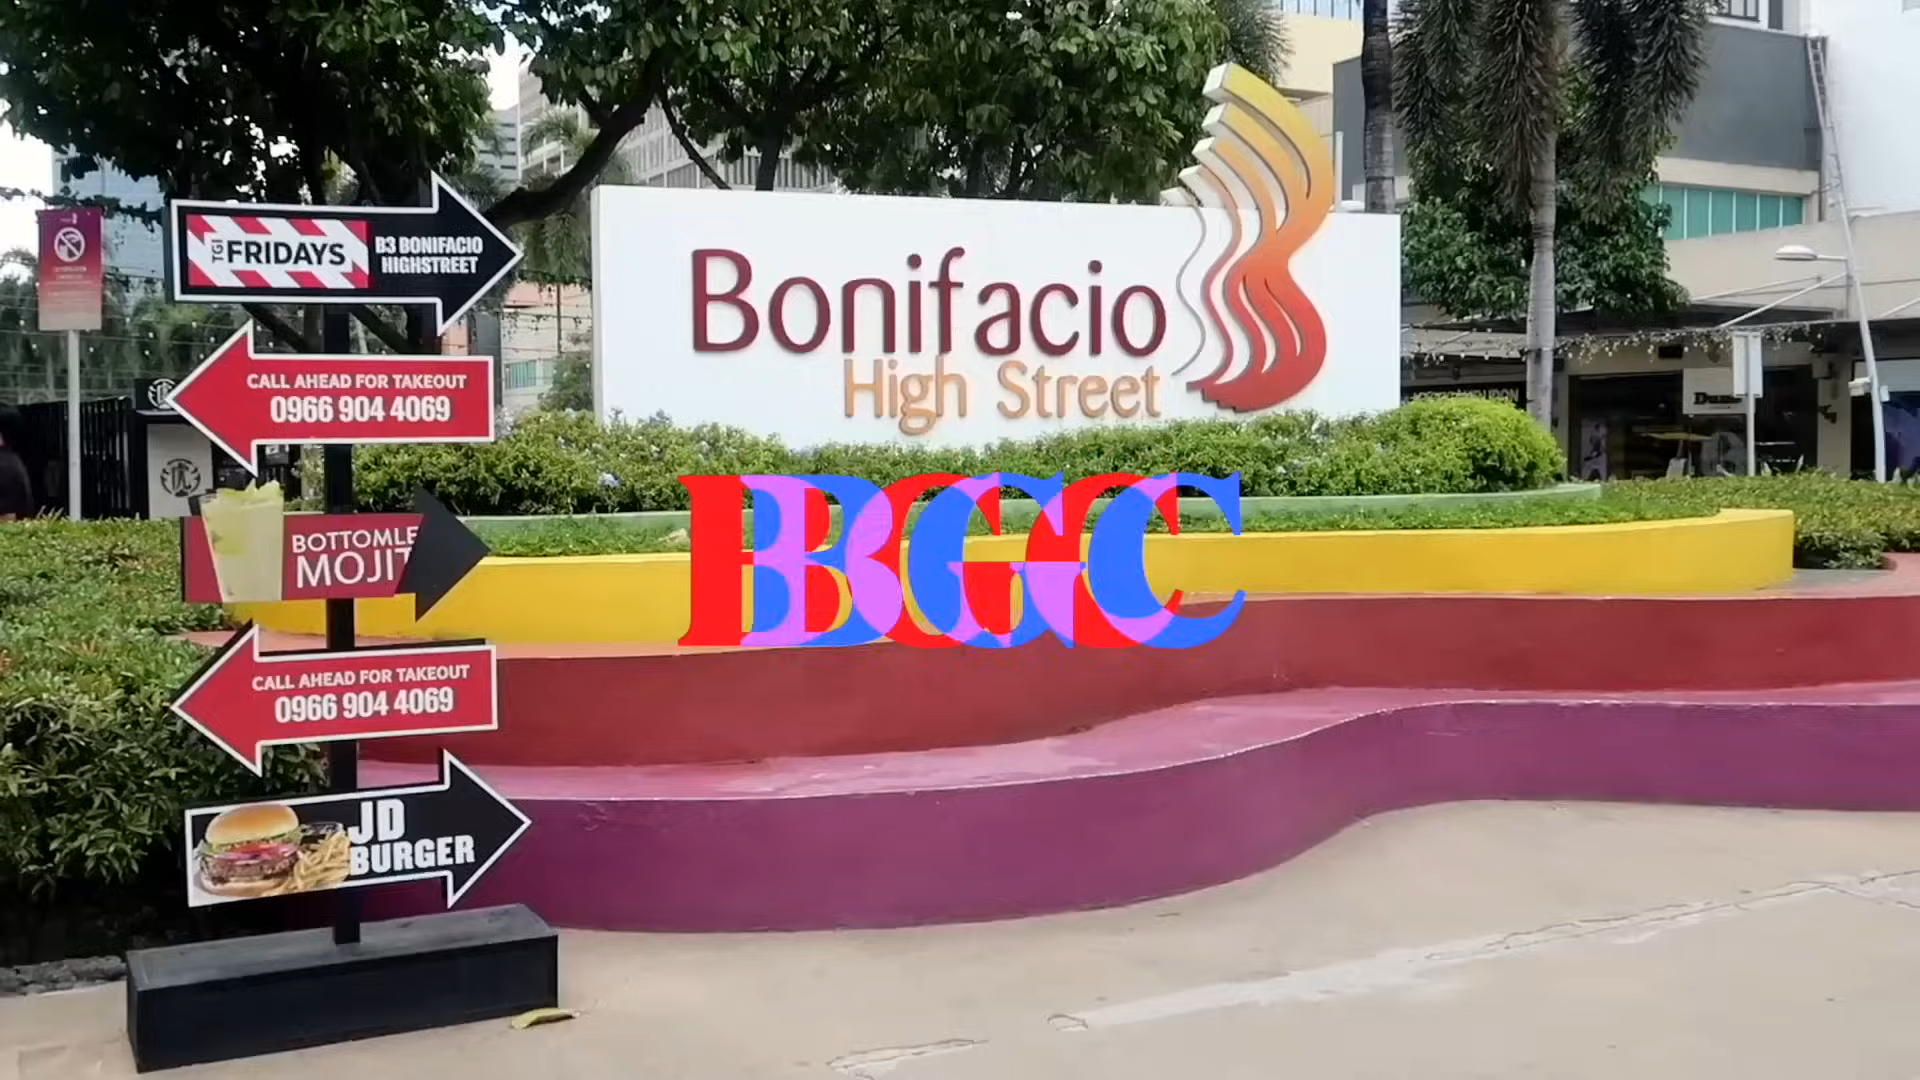 TGI FRIDAYS
B3 BONIFACIO
HIGHSTREET
CALL AHEAD FOR TAKEOUT
0966 904 4069
BOTTOMLE
MOJIT
CALL AHEAD FOR TAKEOUT
0966 904 4069
JD
BURGER
Bonifacio
High Street
BGC